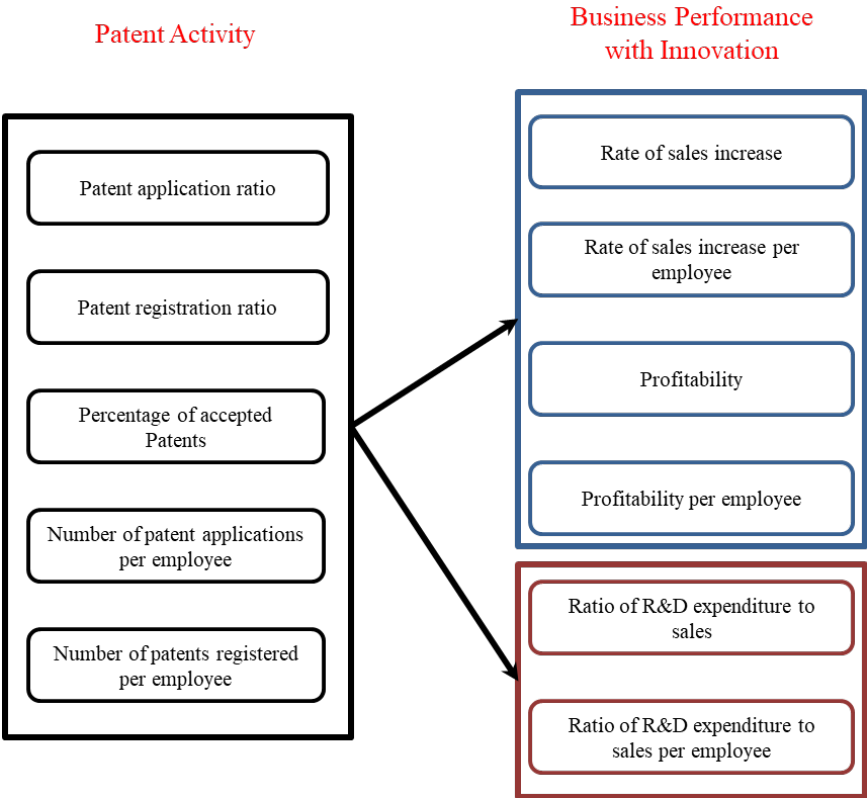 Patent Activity
Patent application ratio
Patent registration ratio
Percentage of accepted
Patents
Number of patent applications
per employee
Number of patents registered
per employee
Business Performance
with Innovation
Rate of sales increase
Rate of sales increase per
employee
Profitability
Profitability per employee
Ratio of R&D expenditure to
sales
Ratio of R&D expenditure to
sales per employee